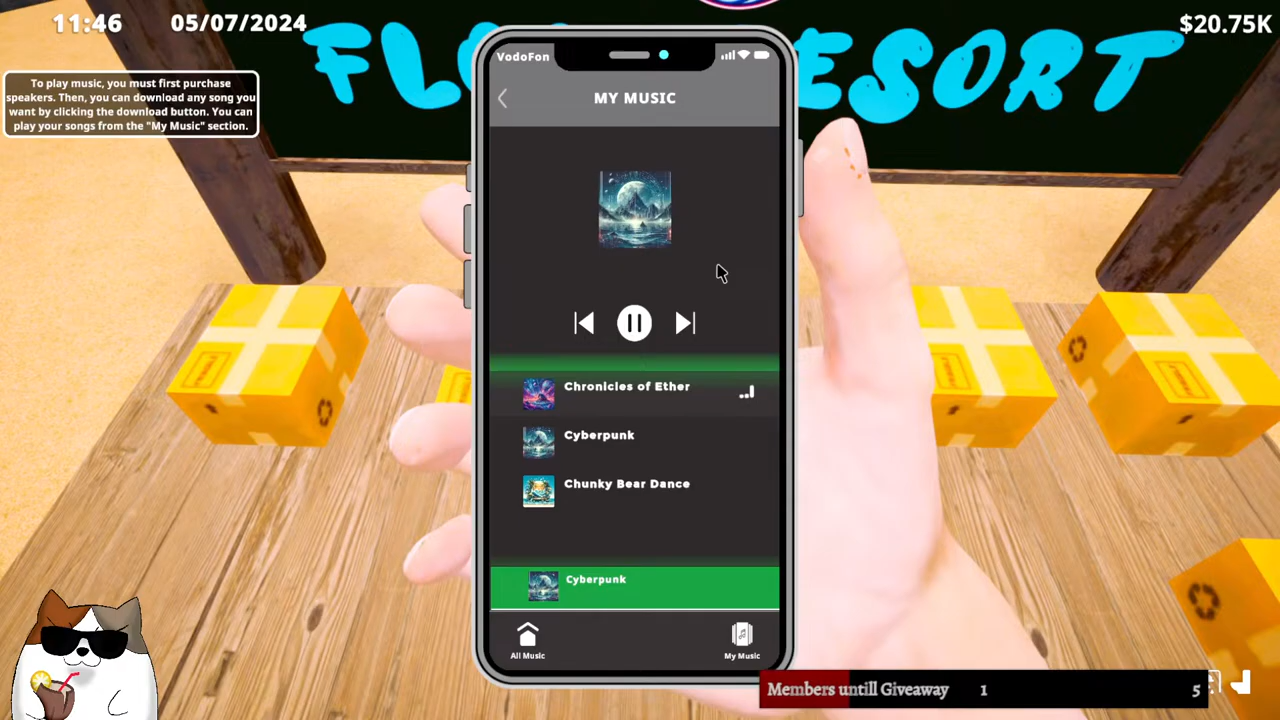 11:46
05/07/2024
$20.75K
ESORT
To play music, you must first purchase
speakers. Then, you can download any song you
want by clicking the download button. You can
play your songs from the "My Music" section.
VodoFon
MY MUSIC
Chronicles of Ether
Cyberpunk
Chunky Bear Dance
Cyberpunk
All Music
My Music
Members untill Giveaway 1 5